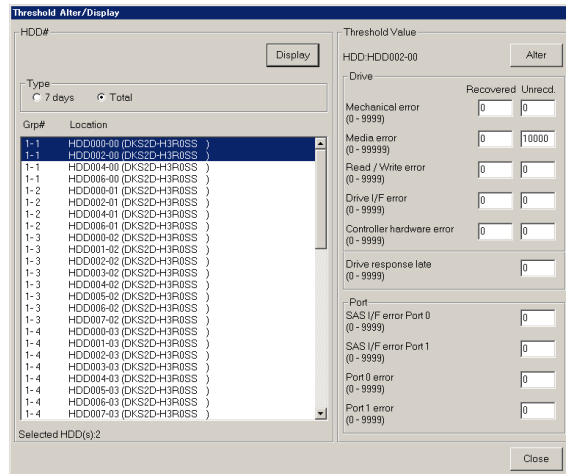 Threshold Alter/Display
HDD#
Display
Type
7 days
Total
Grp# Location
1- 1 HDD000-00 (DKS2D-H3R0SS )
1- 1 HDD002-00 (DKS2D-H3R0SS )
1- 1 HDD004-00 (DKS2D-H3R0SS )
1- 1 HDD006-00 (DKS2D-H3R0SS )
1- 2 HDD000-01 (DKS2D-H3R0SS )
1- 2 HDD002-01 (DKS2D-H3R0SS )
1- 2 HDD004-01 (DKS2D-H3R0SS )
1- 2 HDD006-01 (DKS2D-H3R0SS )
1- 3 HDD000-02 (DKS2D-H3R0SS )
1- 3 HDD001-02 (DKS2D-H3R0SS )
1- 3 HDD002-02 (DKS2D-H3R0SS )
1- 3 HDD003-02 (DKS2D-H3R0SS )
1- 3 HDD004-02 (DKS2D-H3R0SS )
1- 3 HDD005-02 (DKS2D-H3R0SS )
1- 3 HDD006-02 (DKS2D-H3R0SS )
1- 3 HDD007-02 (DKS2D-H3R0SS )
1- 4 HDD000-03 (DKS2D-H3R0SS )
1- 4 HDD001-03 (DKS2D-H3R0SS )
1- 4 HDD002-03 (DKS2D-H3R0SS )
1- 4 HDD003-03 (DKS2D-H3R0SS )
1- 4 HDD004-03 (DKS2D-H3R0SS )
1- 4 HDD005-03 (DKS2D-H3R0SS )
1- 4 HDD006-03 (DKS2D-H3R0SS )
1- 4 HDD007-03 (DKS2D-H3R0SS )
Selected HDD(s):2
Threshold Value
HDD:HDD002-00
Alter
Drive
Recovered Unrecd.
Mechanical error 0 0
(0 - 9999)
Media error 0 10000
(0 - 99999)
Read / Write error 0 0
(0 - 9999)
Drive I/F error 0 0
(0 - 9999)
Controller hardware error 0 0
(0 - 9999)
Drive response late 0
(0 - 9999)
Port
SAS I/F error Port 0 0
(0 - 9999)
SAS I/F error Port 1 0
(0 - 9999)
Port 0 error 0
(0 - 9999)
Port 1 error 0
(0 - 9999)
Close